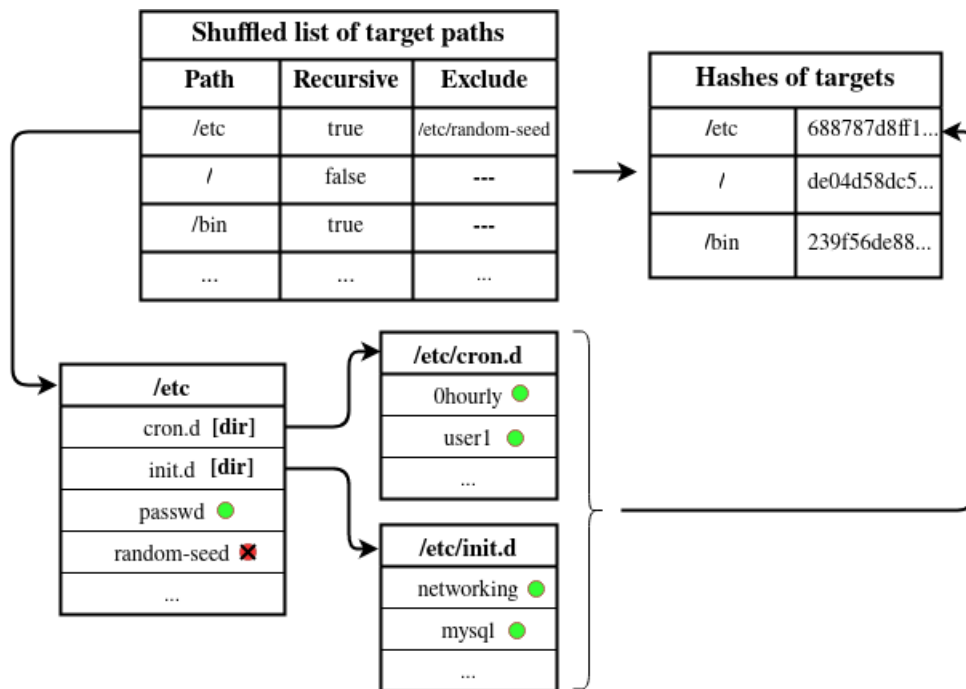 Shuffled list of target paths
Path Recursive Exclude
/etc true /etc/random-seed
/ false ---
/bin true ---
... ... ...
Hashes of targets
/etc 688787d8ff1...
/ de04d58dc5...
/bin 239f56de88...
/etc
cron.d [dir]
init.d [dir]
passwd
random-seed
...
/etc/cron.d
0hourly
user1
...
/etc/init.d
networking
mysql
...